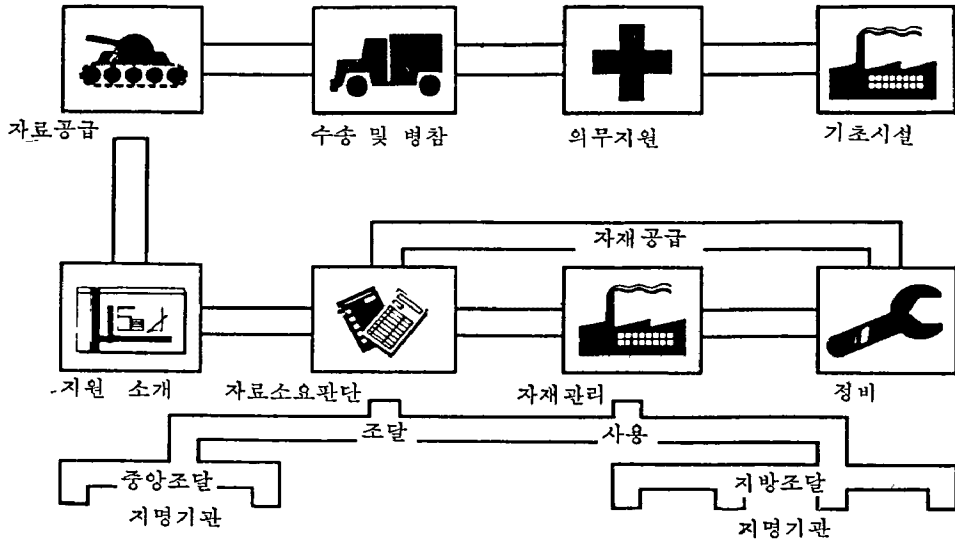 자료공급
수송 및 병참
의무지원
기초시설
자재공급
지원 소개
자료소요판단
자재관리
정비
조달
사용
중앙조달
지방조달
지명기관
지명기관